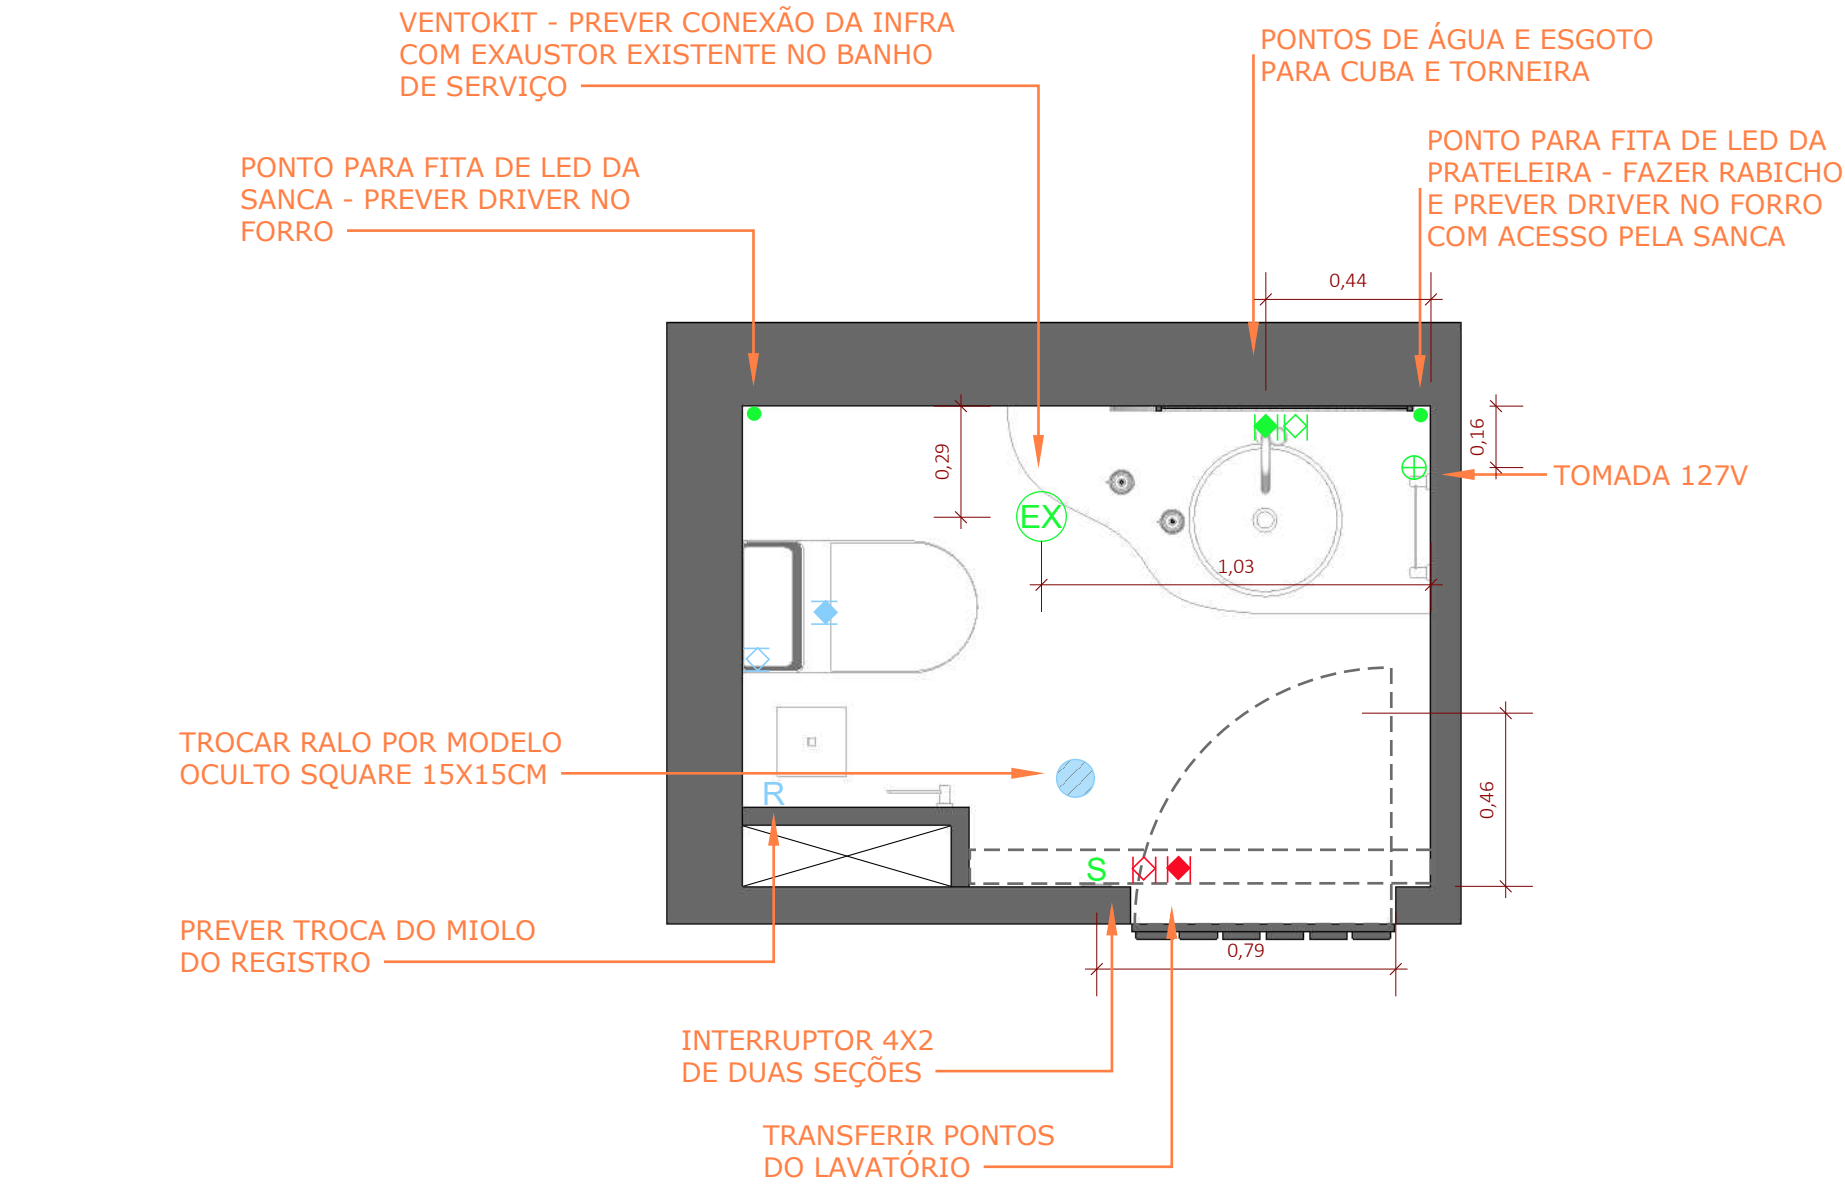 VENTOKIT - PREVER CONEXÃO DA INFRA
COM EXAUSTOR EXISTENTE NO BANHO
DE SERVIÇO
PONTOS DE ÁGUA E ESGOTO
PARA CUBA E TORNEIRA
PONTO PARA FITA DE LED DA
PRATELEIRA - FAZER RABICHO
E PREVER DRIVER NO FORRO
COM ACESSO PELA SANCA
PONTO PARA FITA DE LED DA
SANCA - PREVER DRIVER NO
FORRO
0,44
0,29
0,16
TOMADA 127V
EX
1,03
TROCAR RALO POR MODELO
OCULTO SQUARE 15X15CM
R
0,46
S
PREVER TROCA DO MIOLO
DO REGISTRO
0,79
INTERRUPTOR 4X2
DE DUAS SEÇÕES
TRANSFERIR PONTOS
DO LAVATÓRIO